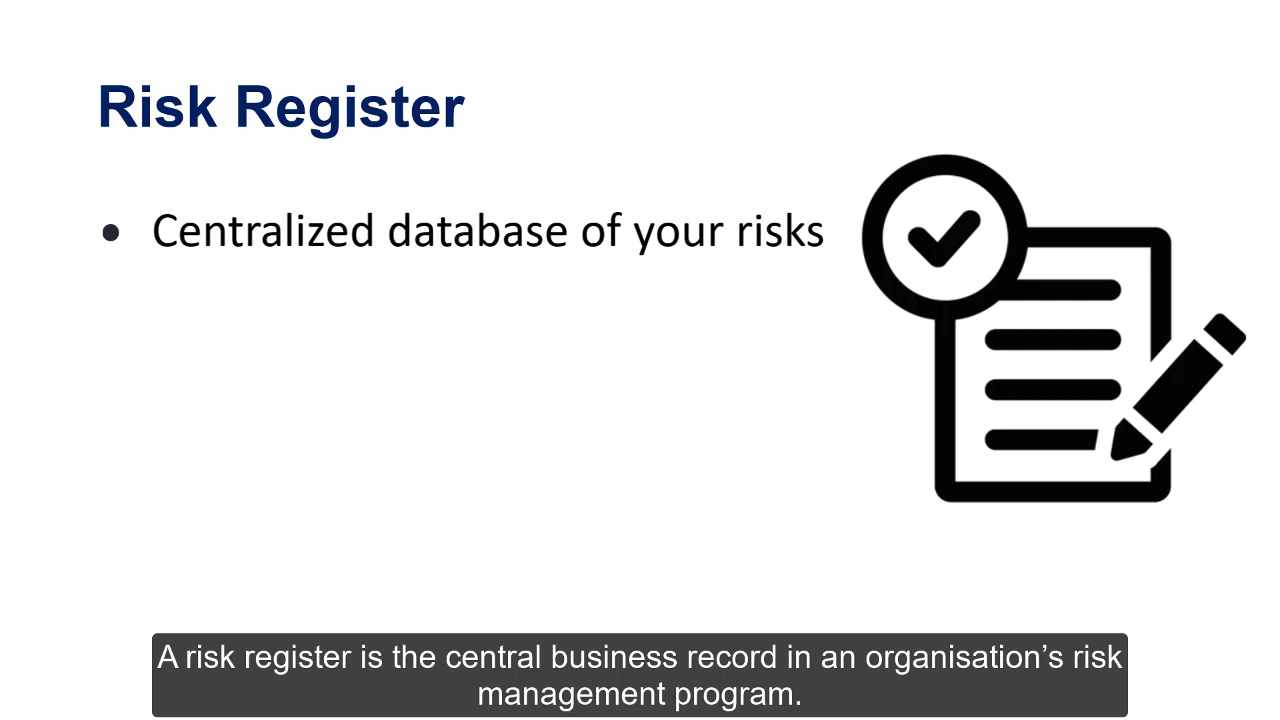 Risk Register
• Centralized database of your risks
A risk register is the central business record in an organisation’s risk
management program.